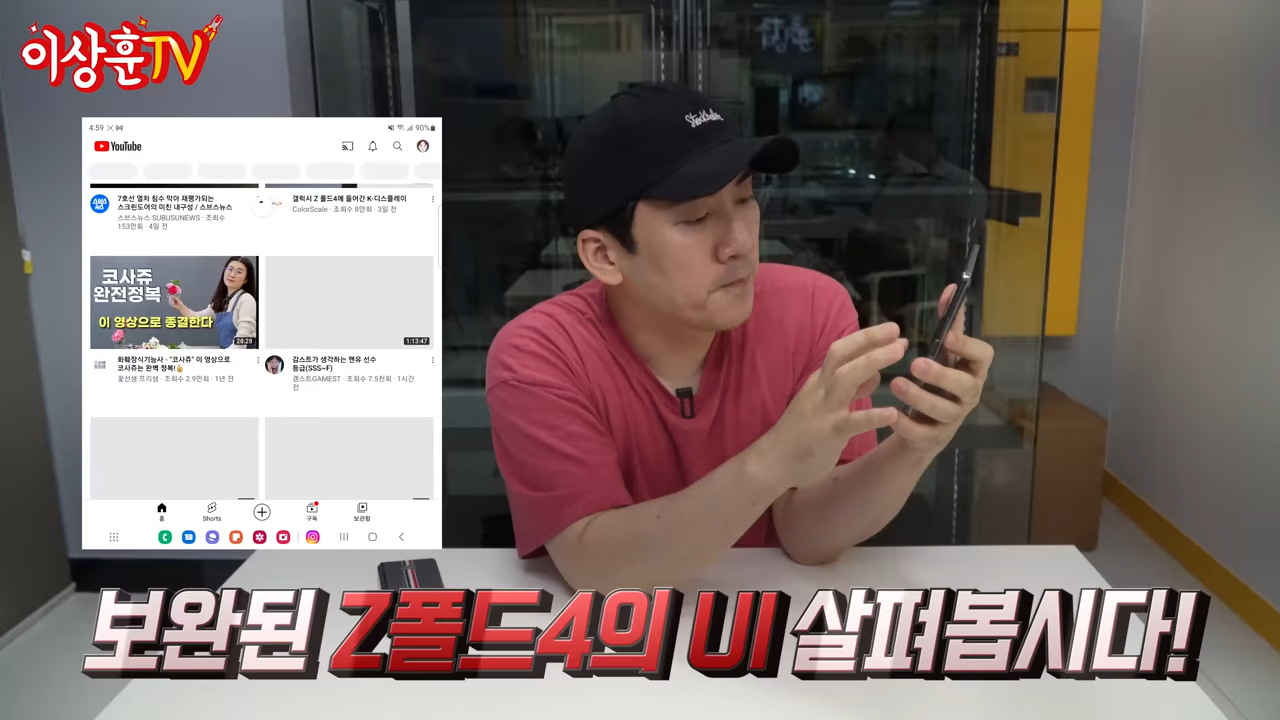 이상훈TV
4:59
90%
YouTube
7호선 열차 침수 막아 재평가되는
스크린도어의 미친 내구성 / 스브스뉴스
스브스뉴스 SUBUSUNEWS · 조회수
153만회 · 4일 전
갤럭시 Z 폴드4에 들어간 K-디스플레이
ColorScale · 조회수 8만회 · 3일 전
코사쥬
완전정복
이 영상으로 종결한다
28:28
1:13:47
화훼장식기능사 - "코사쥬" 이 영상으로
코사쥬는 완벽 정복!👍
꽃선생 프리샘 · 조회수 2.9만회 · 1년 전
감스트가 생각하는 맨유 선수
등급(SSS~F)
겜스트GAMEST · 조회수 7.5천회 · 1시간
전
홈
Shorts
구독
보관함
보완된 Z폴드4의 UI 살펴봅시다!